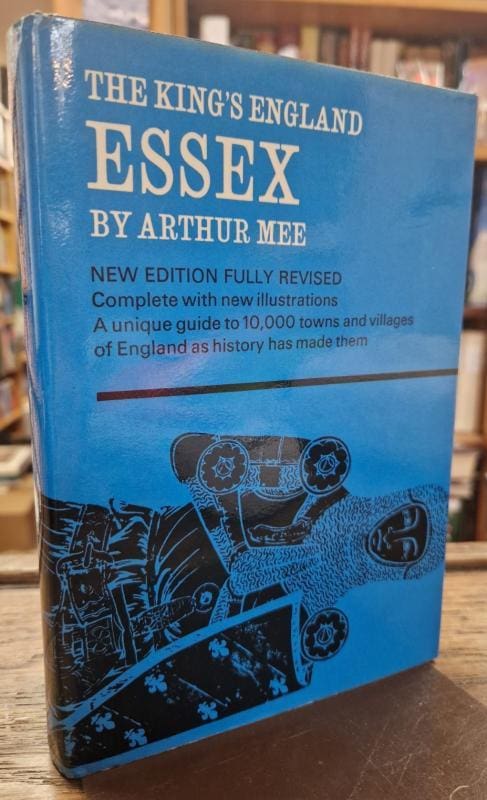 THE KING'S ENGLAND
ESSEX
BY ARTHUR MEE
NEW EDITION FULLY REVISED
Complete with new illustrations
A unique guide to 10,000 towns and villages
of England as history has made them